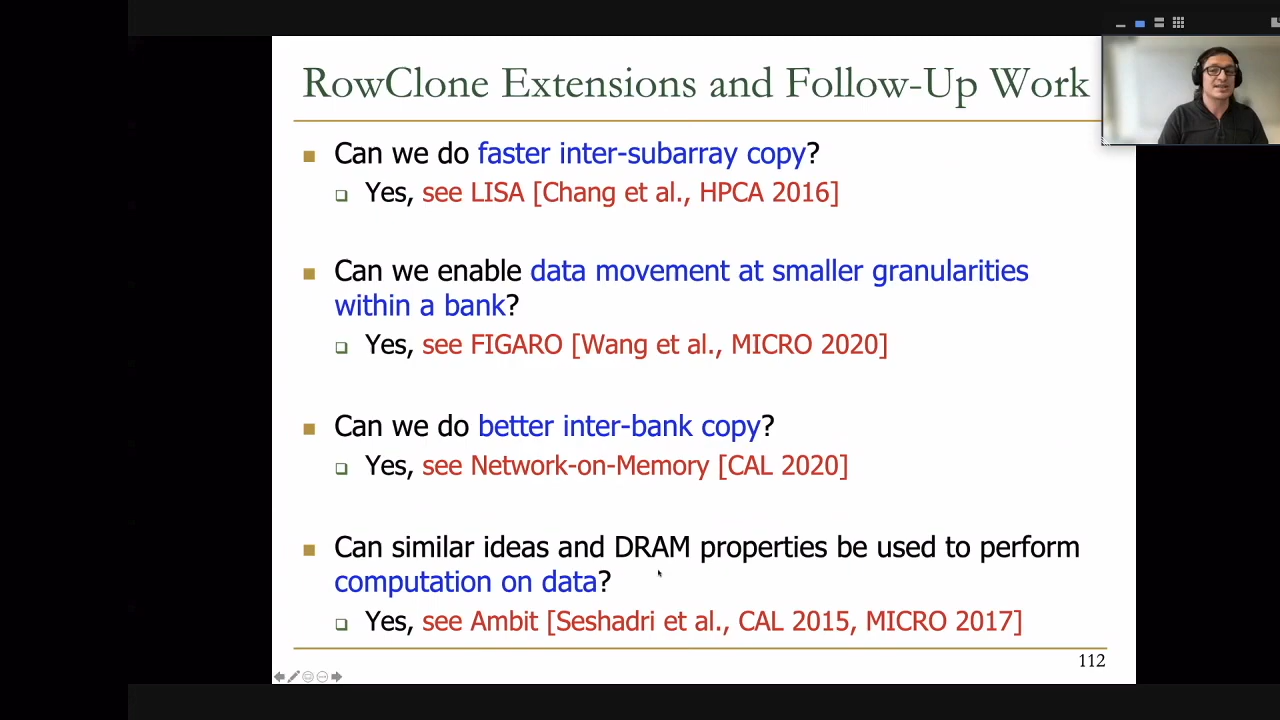 RowClone Extensions and Follow-Up Work
Can we do faster inter-subarray copy?
Yes, see LISA [Chang et al., HPCA 2016]
Can we enable data movement at smaller granularities
within a bank?
Yes, see FIGARO [Wang et al., MICRO 2020]
Can we do better inter-bank copy?
Yes, see Network-on-Memory [CAL 2020]
Can similar ideas and DRAM properties be used to perform
computation on data?
Yes, see Ambit [Seshadri et al., CAL 2015, MICRO 2017]
112